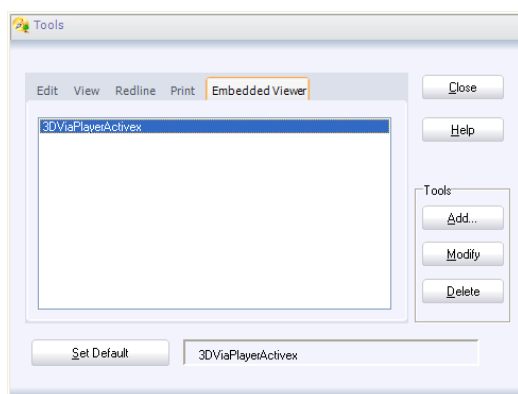 Tools
Edit View Redline Print Embedded Viewer
Close
3DViaPlayerActivex
Help
Tools
Add...
Modify
Delete
Set Default
3DViaPlayerActivex